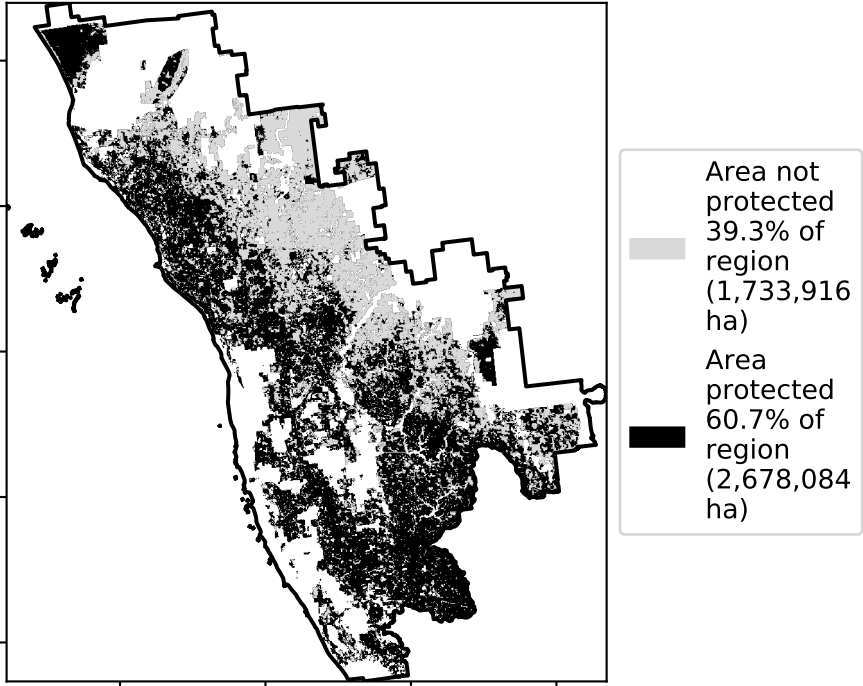 Area not
protected
39.3% of
region
(1,733,916
ha)
Area
protected
60.7% of
region
(2,678,084
ha)